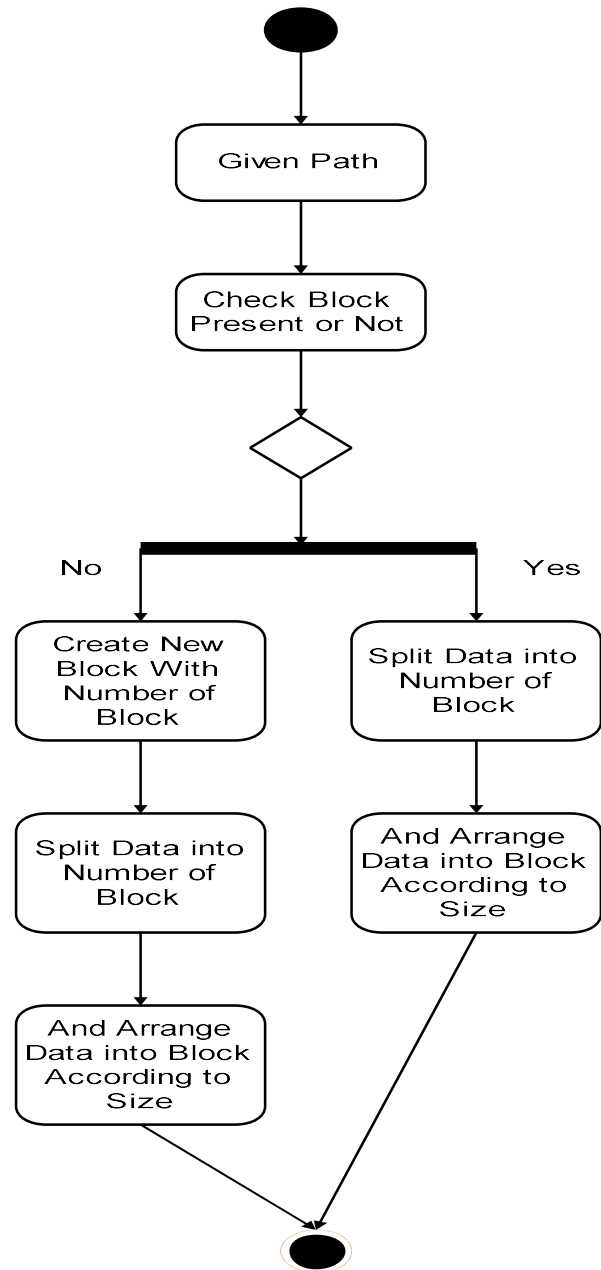 Given Path
Check Block
Present or Not
No
Yes
Create New
Block With
Number of
Block
Split Data into
Number of
Block
Split Data into
Number of
Block
And Arrange
Data into Block
According to
Size
And Arrange
Data into Block
According to
Size